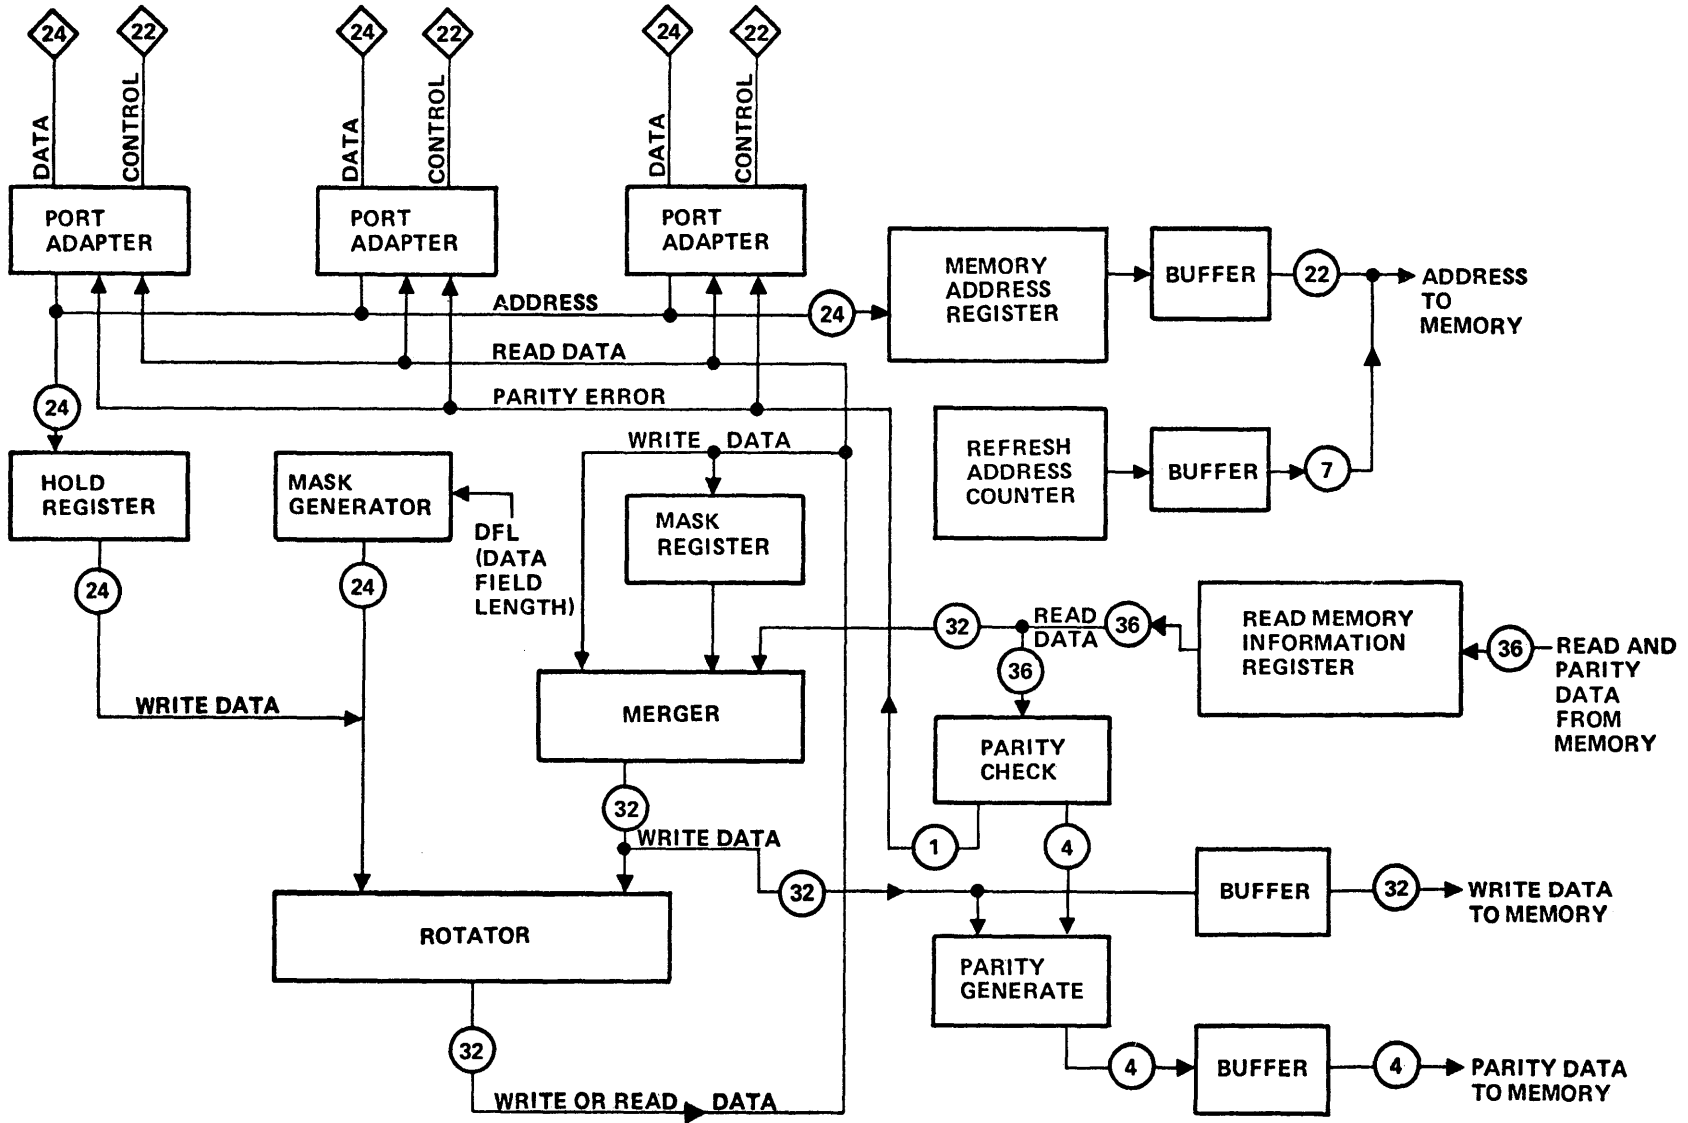 24
22
24
22
24
22
DATA
CONTROL
DATA
CONTROL
DATA
CONTROL
PORT
ADAPTER
PORT
ADAPTER
PORT
ADAPTER
MEMORY
ADDRESS
REGISTER
BUFFER
22
ADDRESS
TO
MEMORY
ADDRESS
24
READ DATA
PARITY ERROR
24
WRITE DATA
REFRESH
ADDRESS
COUNTER
BUFFER
7
HOLD
REGISTER
MASK
GENERATOR
DFL
(DATA
FIELD
LENGTH)
MASK
REGISTER
24
24
32
READ
DATA
36
READ MEMORY
INFORMATION
REGISTER
36
READ AND
PARITY
DATA
FROM
MEMORY
36
WRITE DATA
MERGER
PARITY
CHECK
32
WRITE DATA
1
4
32
BUFFER
32
WRITE DATA
TO MEMORY
ROTATOR
PARITY
GENERATE
32
4
BUFFER
4
PARITY DATA
TO MEMORY
WRITE OR READ DATA